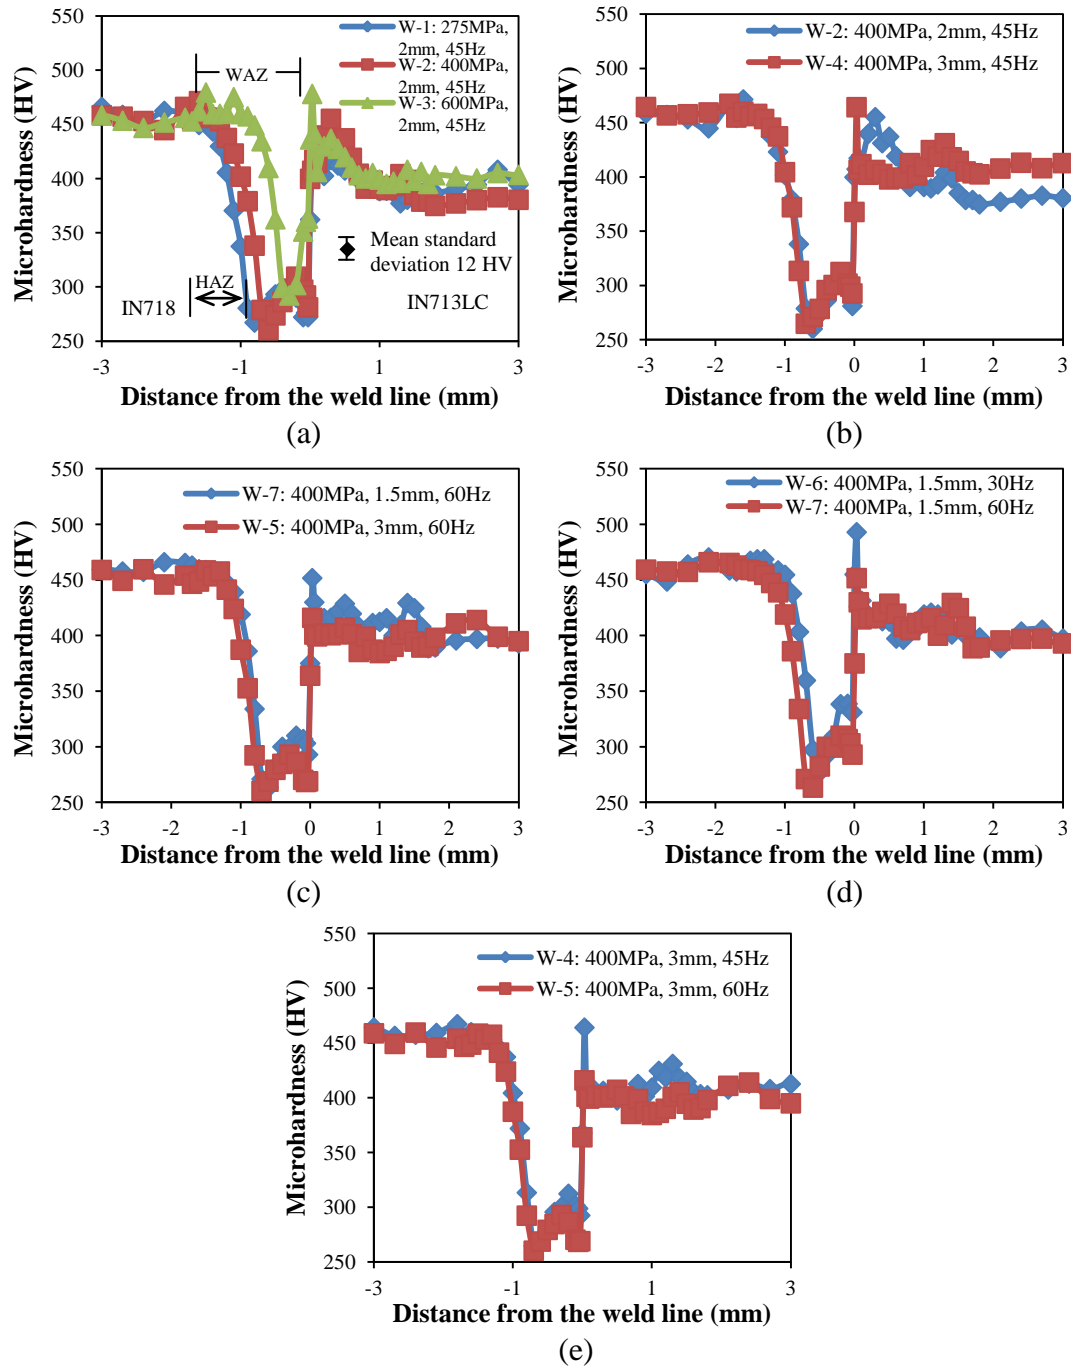 550
500
450
400
350
300
250
Microhardness (HV)
W-1: 275MPa,
2mm, 45Hz
W-2: 400MPa,
2mm, 45Hz
W-3: 600MPa,
2mm, 45Hz
WAZ
HAZ
IN718
Mean standard
deviation 12 HV
IN713LC
-3 -1 1 3
Distance from the weld line (mm)
(a)
550
500
450
400
350
300
250
Microhardness (HV)
W-2: 400MPa, 2mm, 45Hz
W-4: 400MPa, 3mm, 45Hz
-3 -2 -1 0 1 2 3
Distance from the weld line (mm)
(b)
550
500
450
400
350
300
250
Microhardness (HV)
W-7: 400MPa, 1.5mm, 60Hz
W-5: 400MPa, 3mm, 60Hz
-3 -2 -1 0 1 2 3
Distance from the weld line (mm)
(c)
550
500
450
400
350
300
250
Microhardness (HV)
W-6: 400MPa, 1.5mm, 30Hz
W-7: 400MPa, 1.5mm, 60Hz
-3 -2 -1 0 1 2 3
Distance from the weld line (mm)
(d)
550
500
450
400
350
300
250
Microhardness (HV)
W-4: 400MPa, 3mm, 45Hz
W-5: 400MPa, 3mm, 60Hz
-3 -1 1 3
Distance from the weld line (mm)
(e)